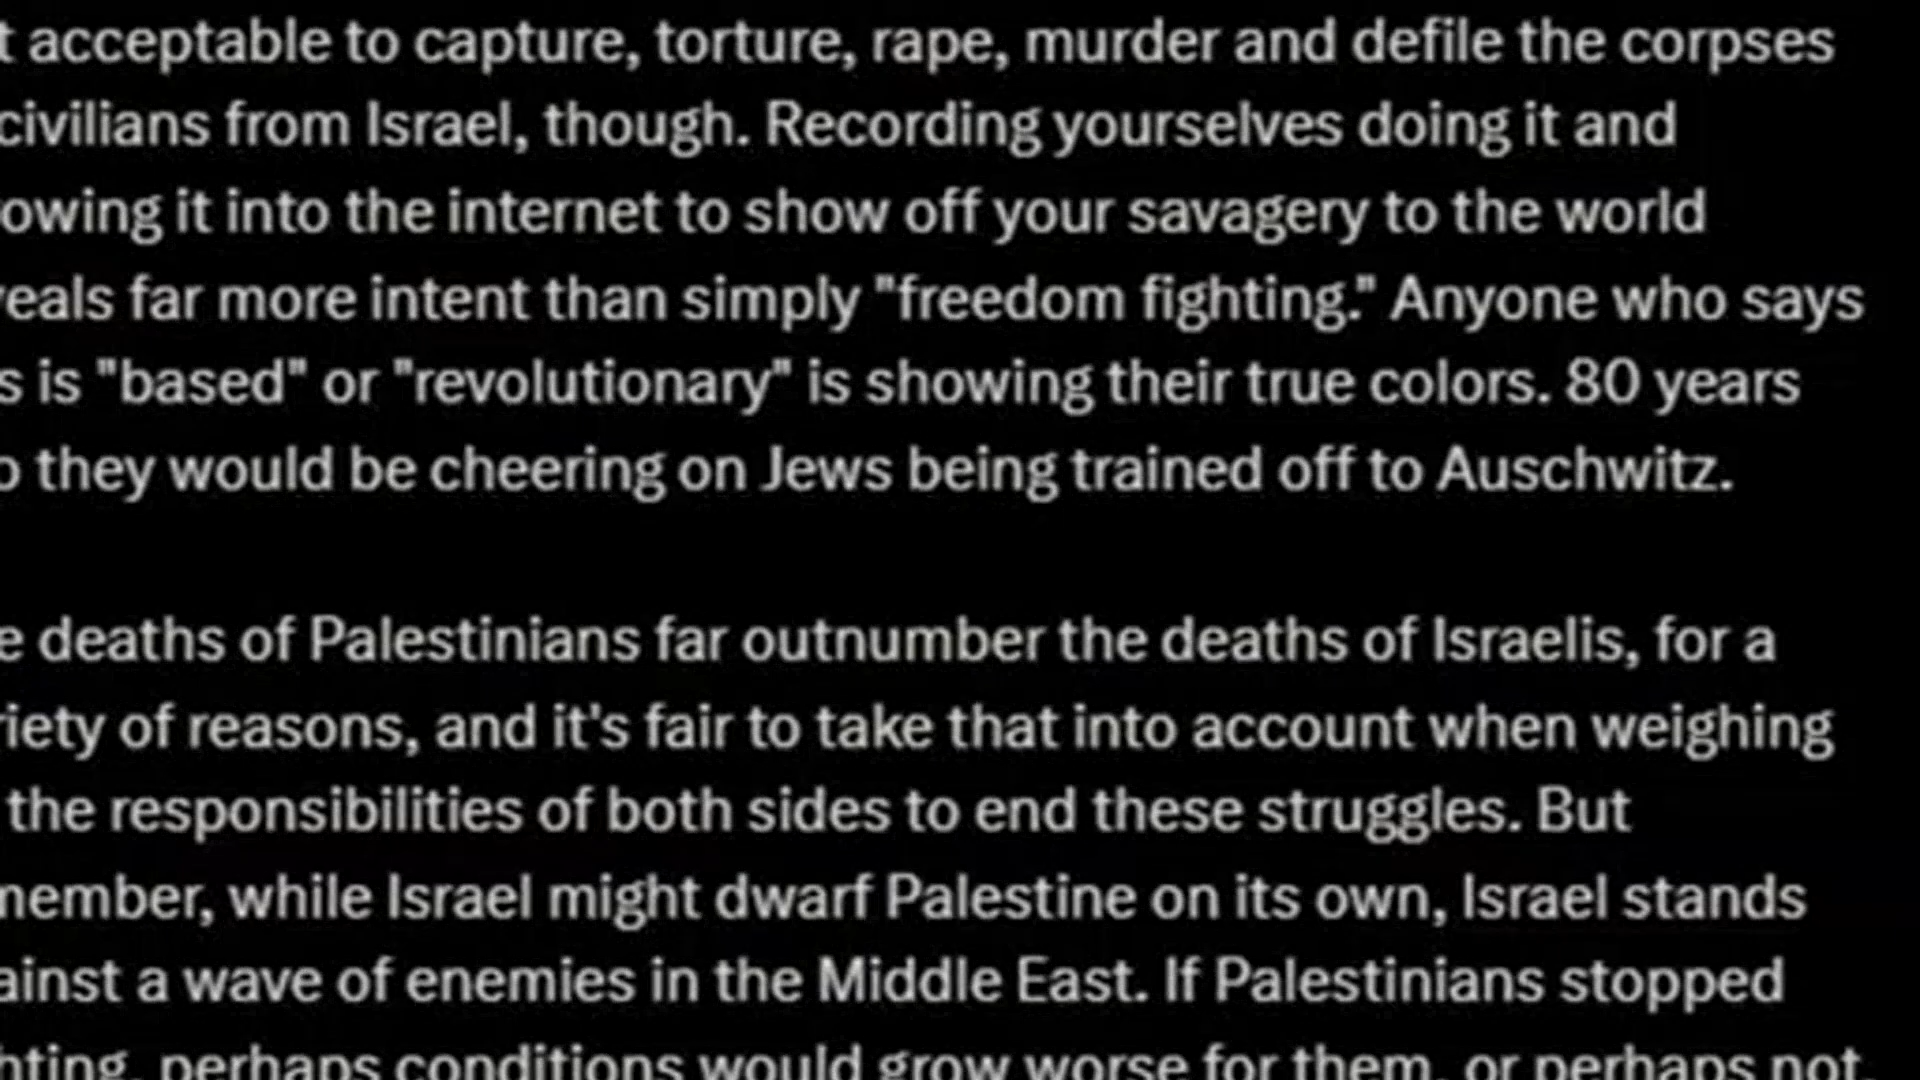 acceptable to capture, torture, rape, murder and defile the corpses
civilians from Israel, though. Recording yourselves doing it and
owing it into the internet to show off your savagery to the world
eals far more intent than simply "freedom fighting." Anyone who says
s is "based" or "revolutionary" is showing their true colors. 80 years
they would be cheering on Jews being trained off to Auschwitz.
e deaths of Palestinians far outnumber the deaths of Israelis, for a
riety of reasons, and it's fair to take that into account when weighing
the responsibilities of both sides to end these struggles. But
member, while Israel might dwarf Palestine on its own, Israel stands
ainst a wave of enemies in the Middle East. If Palestinians stopped
hting, perhaps conditions would grow worse for them, or perhaps not.